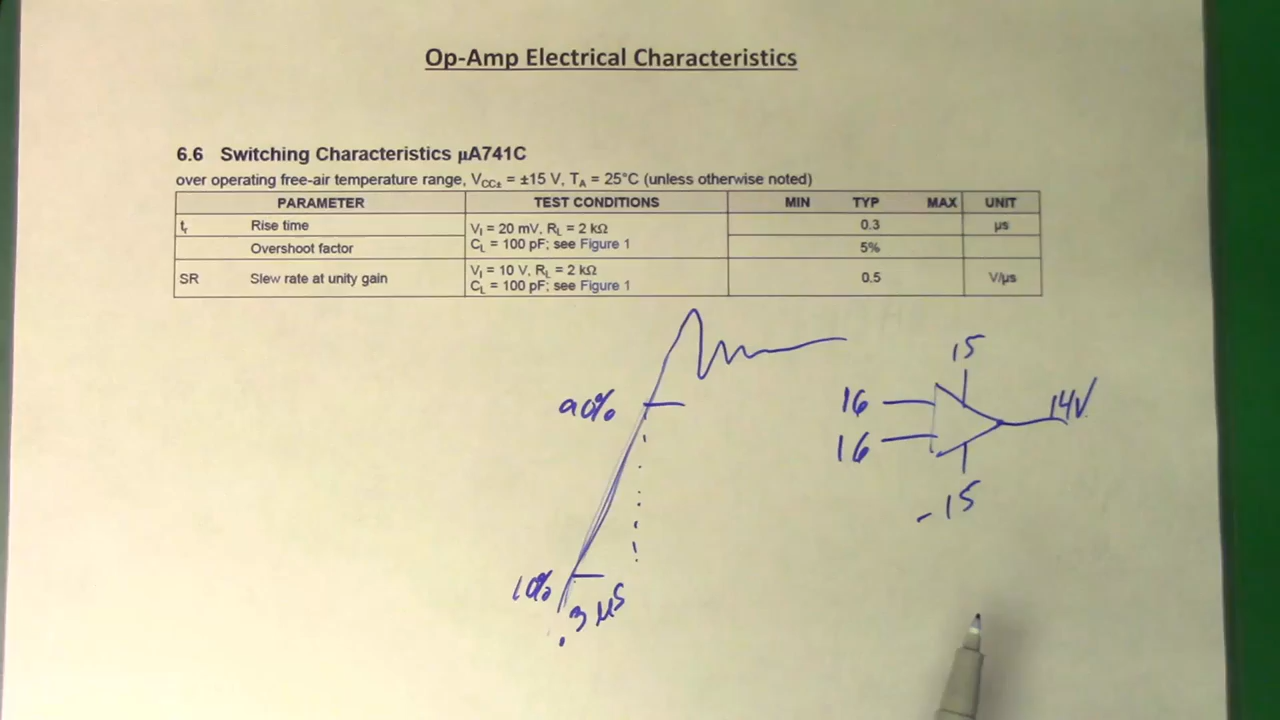 Op-Amp Electrical Characteristics
6.6 Switching Characteristics µA741C
over operating free-air temperature range, VCC± = ±15 V, TA = 25°C (unless otherwise noted)
PARAMETER TEST CONDITIONS MIN TYP MAX UNIT
tr Rise time VI = 20 mV, RL = 2 kΩ 0.3 µs
Overshoot factor CL = 100 pF; see Figure 1 5%
SR Slew rate at unity gain VI = 10 V, RL = 2 kΩ 0.5 V/µs
CL = 100 pF; see Figure 1
15
90%
16
14V
16
-15
10%
.3 µs